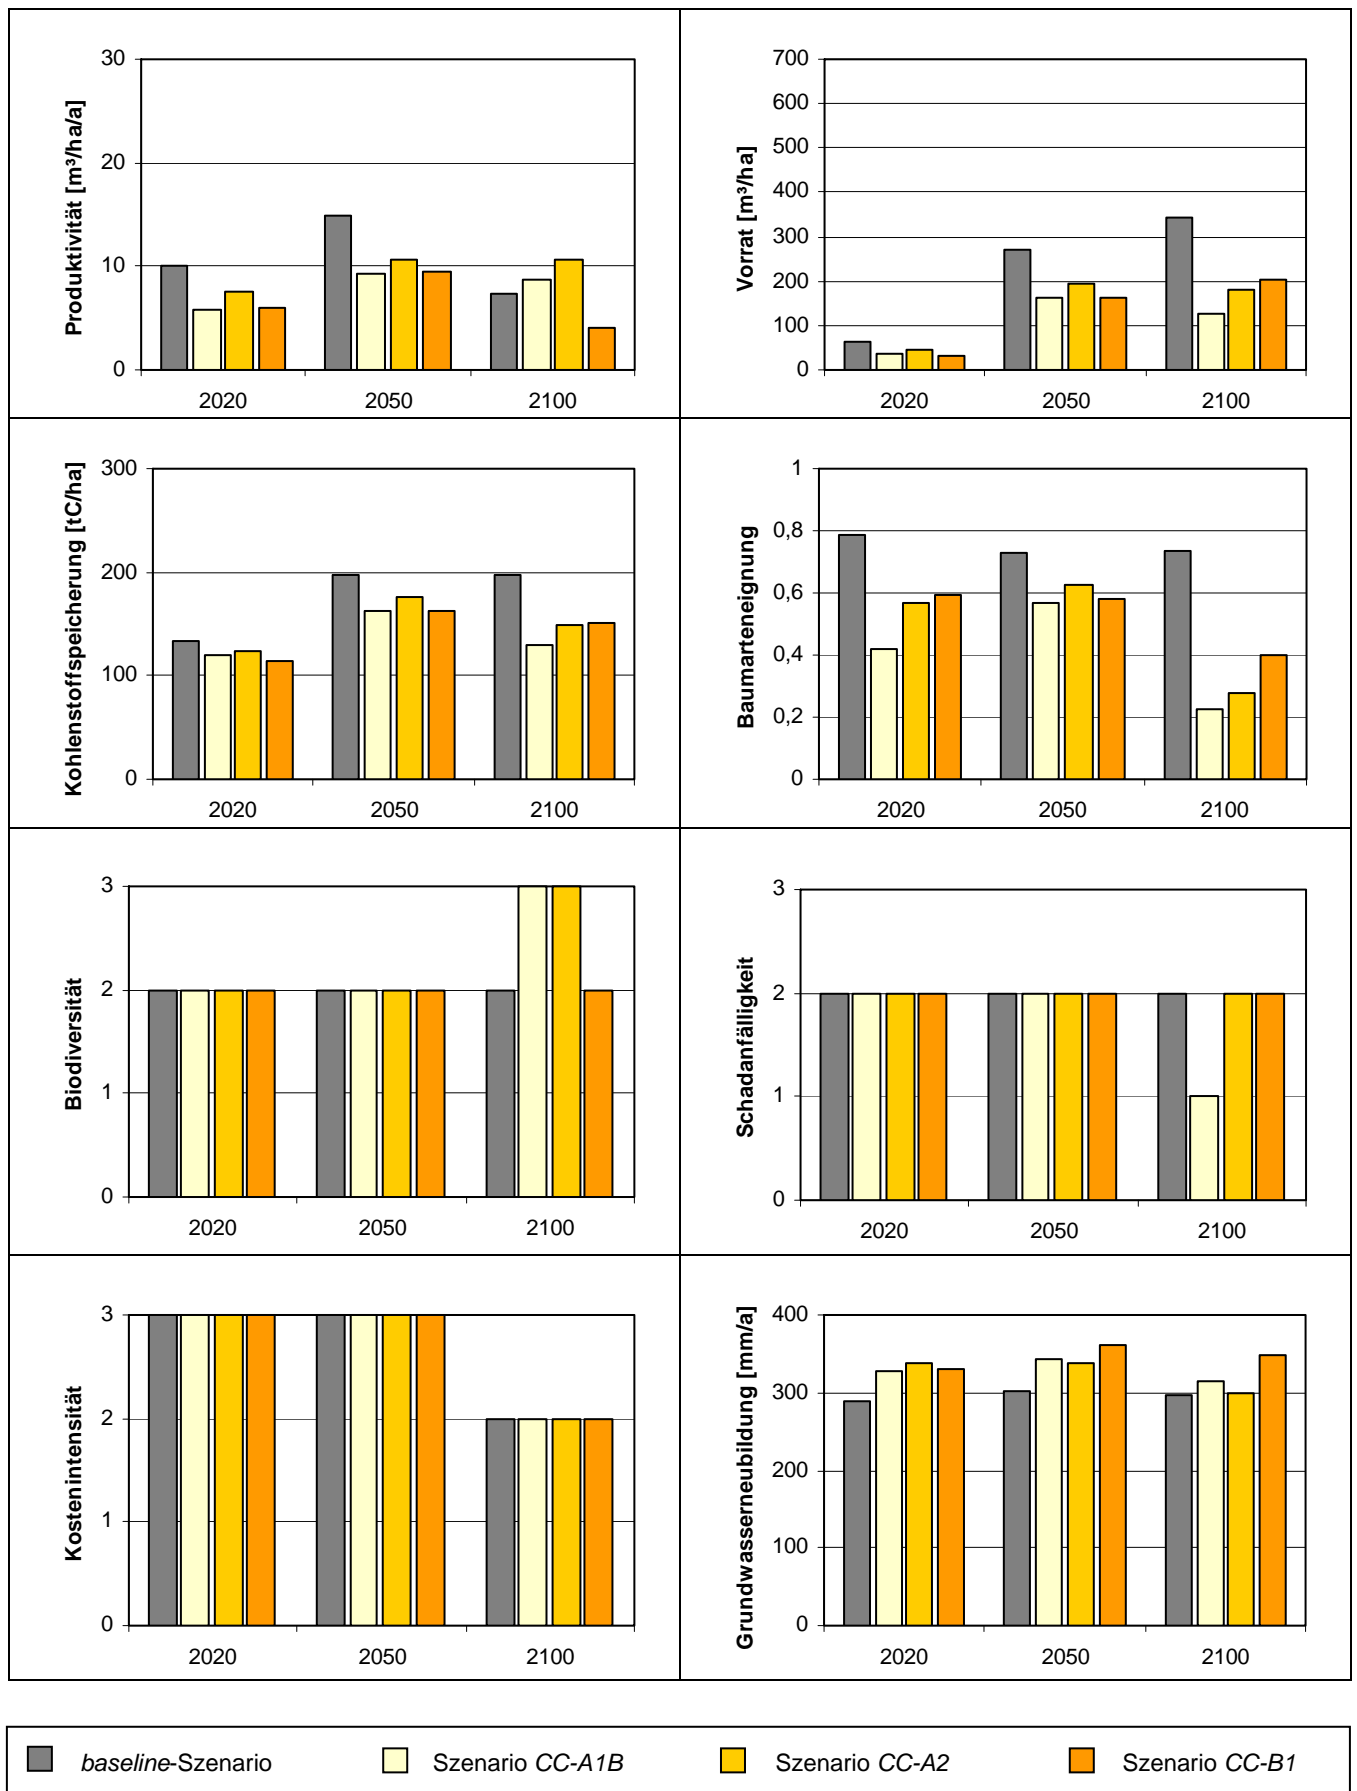 Produktivität [m³/ha/a]
30
20
10
0
2020 2050 2100
Vorrat [m³/ha]
700
600
500
400
300
200
100
0
2020 2050 2100
Kohlenstoffspeicherung [tC/ha]
300
200
100
0
2020 2050 2100
Baumarteneignung
1
0,8
0,6
0,4
0,2
0
2020 2050 2100
Biodiversität
3
2
1
0
2020 2050 2100
Schadanfälligkeit
3
2
1
0
2020 2050 2100
Kostenintensität
3
2
1
0
2020 2050 2100
Grundwasserneubildung [mm/a]
400
300
200
100
0
2020 2050 2100
baseline-Szenario Szenario CC-A1B Szenario CC-A2 Szenario CC-B1